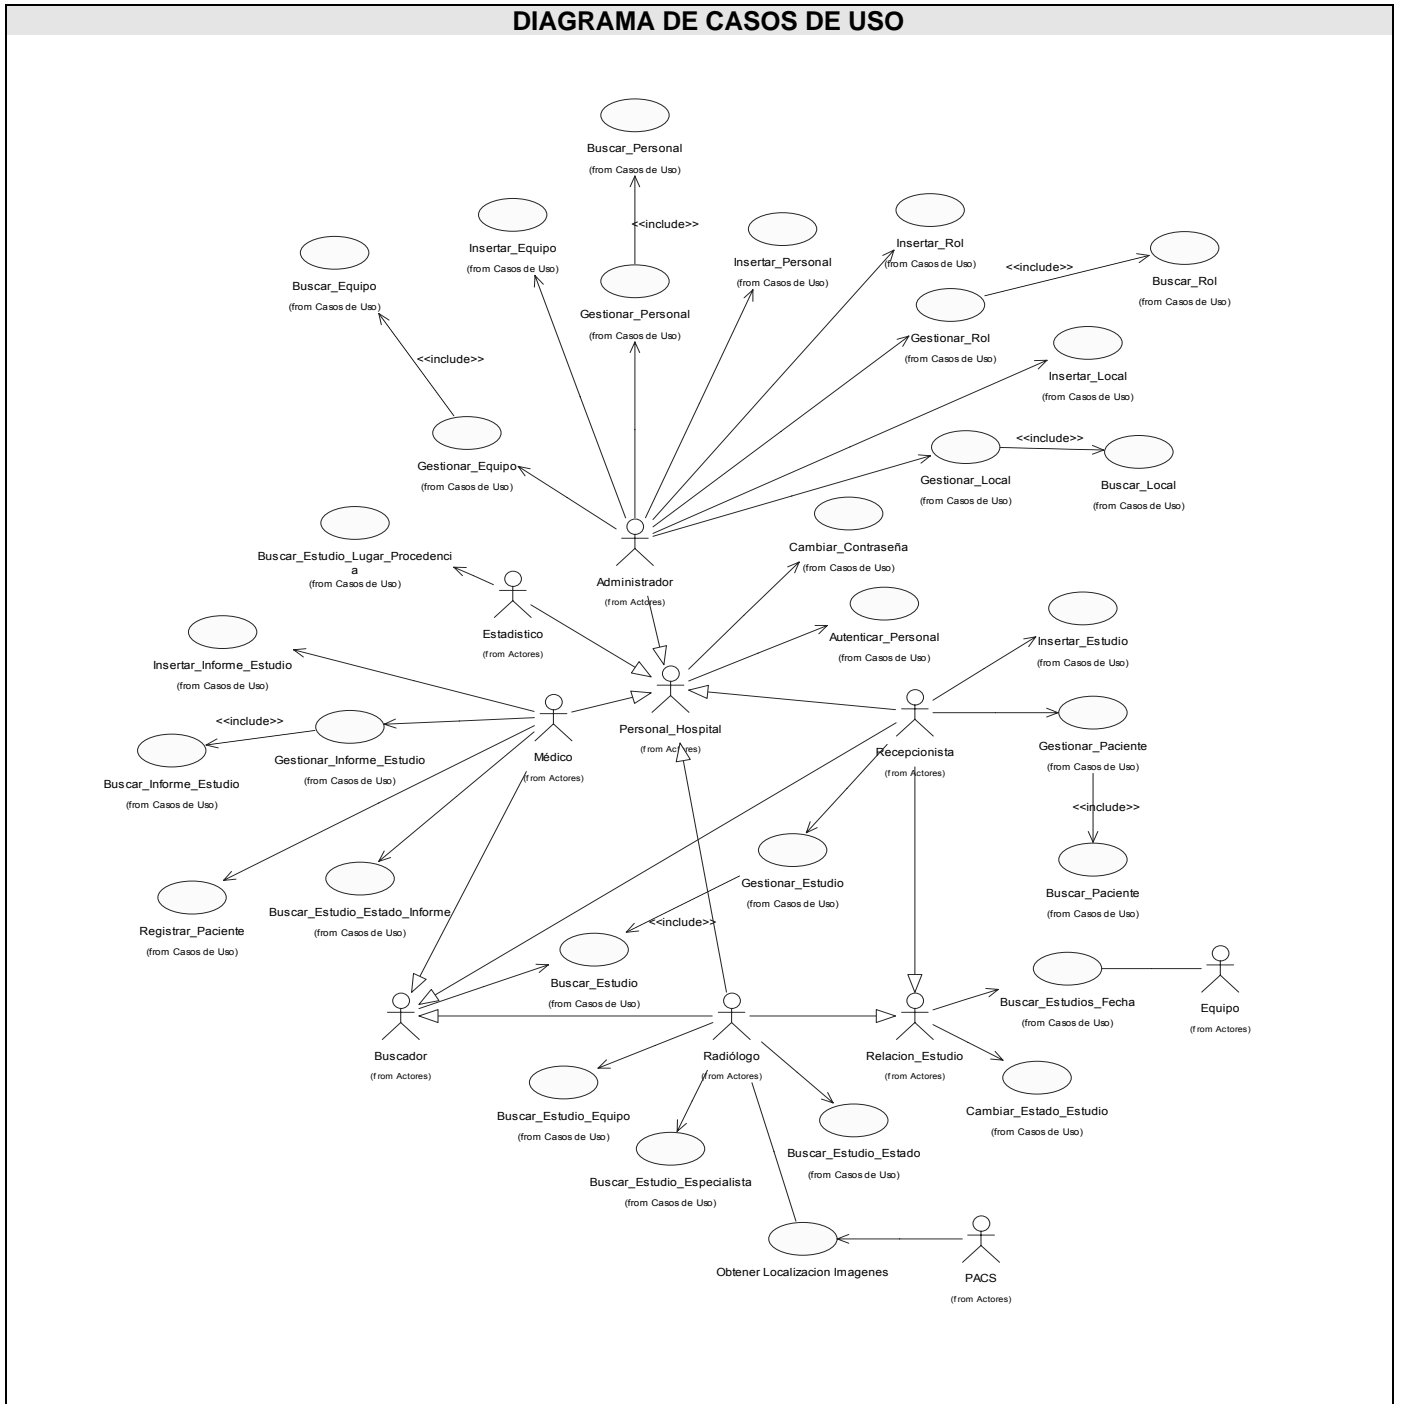 DIAGRAMA DE CASOS DE USO
Buscar_Personal
(from Casos de Uso)
<<include>>
Insertar_Equipo
(from Casos de Uso)
Insertar_Personal
(from Casos de Uso)
Insertar_Rol
(from Casos de Uso)
<<include>>
Buscar_Rol
(from Casos de Uso)
Buscar_Equipo
(from Casos de Uso)
Gestionar_Personal
(from Casos de Uso)
Gestionar_Rol
(from Casos de Uso)
<<include>>
Insertar_Local
(from Casos de Uso)
Gestionar_Equipo
(from Casos de Uso)
Gestionar_Local
(from Casos de Uso)
<<include>>
Buscar_Local
(from Casos de Uso)
Buscar_Estudio_Lugar_Procedenci
a
(from Casos de Uso)
Administrador
(from Actores)
Cambiar_Contraseña
(from Casos de Uso)
Estadistico
(from Actores)
Autenticar_Personal
(from Casos de Uso)
Insertar_Estudio
(from Casos de Uso)
Insertar_Informe_Estudio
(from Casos de Uso)
<<include>>
Buscar_Informe_Estudio
(from Casos de Uso)
Gestionar_Informe_Estudio
(from Casos de Uso)
Médico
(from Actores)
Personal_Hospital
(from Actores)
Recepcionista
(from Actores)
Gestionar_Paciente
(from Casos de Uso)
<<include>>
Buscar_Paciente
(from Casos de Uso)
Registrar_Paciente
(from Casos de Uso)
Buscar_Estudio_Estado_Informe
(from Casos de Uso)
Gestionar_Estudio
(from Casos de Uso)
<<include>>
Buscar_Estudio
(from Casos de Uso)
Buscar_Estudios_Fecha
(from Casos de Uso)
Equipo
(from Actores)
Buscador
(from Actores)
Radiólogo
(from Actores)
Relacion_Estudio
(from Actores)
Buscar_Estudio_Equipo
(from Casos de Uso)
Cambiar_Estado_Estudio
(from Casos de Uso)
Buscar_Estudio_Estado
(from Casos de Uso)
Buscar_Estudio_Especialista
(from Casos de Uso)
Obtener Localizacion Imagenes
PACS
(from Actores)